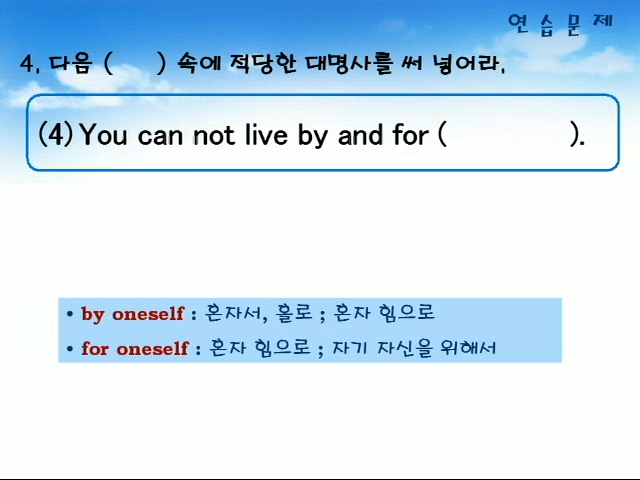 연 습 문 제
4. 다음 (    ) 속에 적당한 대명사를 써 넣어라.
(4) You can not live by and for (        ).
• by oneself : 혼자서, 홀로 ; 혼자 힘으로
• for oneself : 혼자 힘으로 ; 자기 자신을 위해서